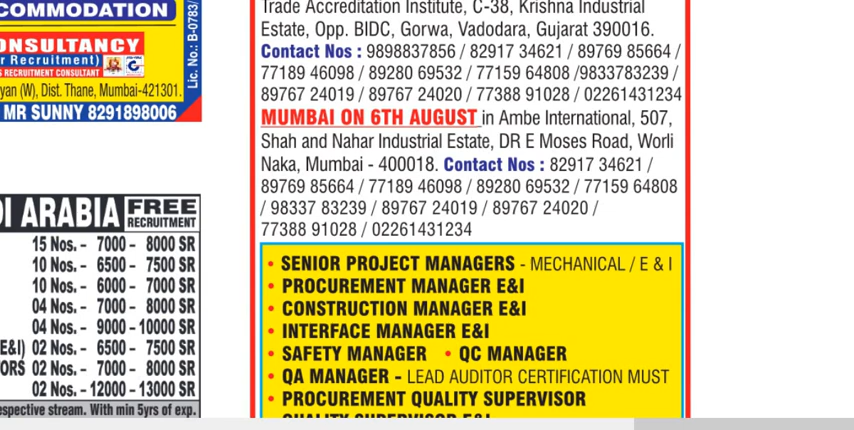 COMMODATION
ONSULTANCY
r Recruitment)
S RECRUITMENT CONSULTANT
yan (W), Dist. Thane, Mumbai-421301.
MR SUNNY 8291898006
Lic. No.: B-0783/
DI ARABIA FREE RECRUITMENT
15 Nos. – 7000 - 8000 SR
10 Nos. – 6500 - 7500 SR
10 Nos. – 6000 - 7000 SR
04 Nos. – 7000 - 8000 SR
04 Nos. – 9000 - 10000 SR
E&I) 02 Nos. – 6500 - 7500 SR
ORS 02 Nos. – 7000 - 8000 SR
02 Nos. – 12000 - 13000 SR
espective stream. With min 5yrs of exp.
Trade Accreditation Institute, C-38, Krishna Industrial
Estate, Opp. BIDC, Gorwa, Vadodara, Gujarat 390016.
Contact Nos : 9898837856 / 82917 34621 / 89769 85664 /
77189 46098 / 89280 69532 / 77159 64808 /9833783239 /
89767 24019 / 89767 24020 / 77388 91028 / 02261431234
MUMBAI ON 6TH AUGUST in Ambe International, 507,
Shah and Nahar Industrial Estate, DR E Moses Road, Worli
Naka, Mumbai - 400018. Contact Nos : 82917 34621 /
89769 85664 / 77189 46098 / 89280 69532 / 77159 64808
/ 98337 83239 / 89767 24019 / 89767 24020 /
77388 91028 / 02261431234
• SENIOR PROJECT MANAGERS - MECHANICAL / E & I
• PROCUREMENT MANAGER E&I
• CONSTRUCTION MANAGER E&I
• INTERFACE MANAGER E&I
• SAFETY MANAGER • QC MANAGER
• QA MANAGER – LEAD AUDITOR CERTIFICATION MUST
• PROCUREMENT QUALITY SUPERVISOR
QUALITY SUPERVISOR E&I